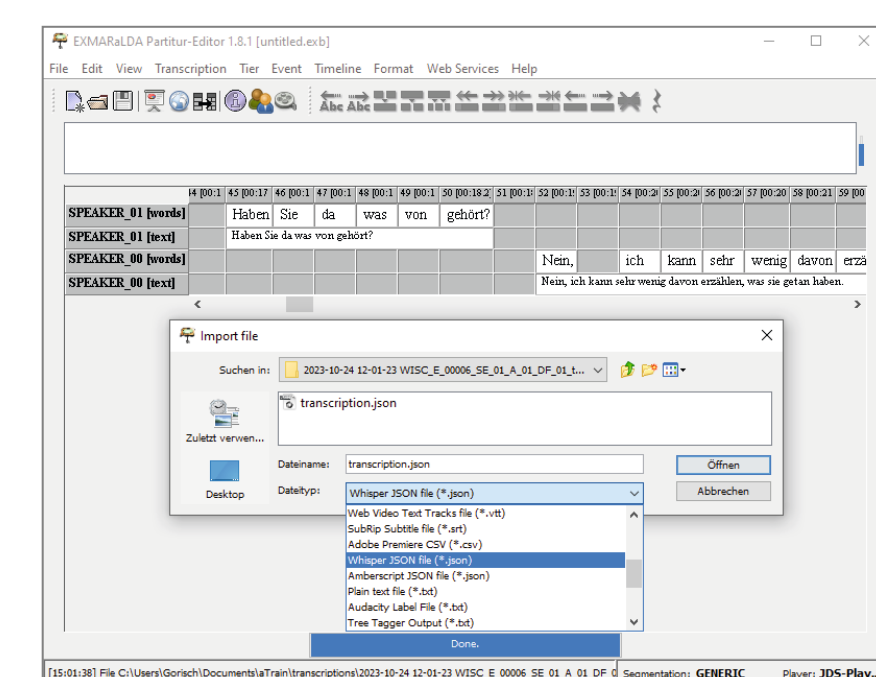 EXMARaLDA Partitur-Editor 1.8.1 [untitled.exb]
File Edit View Transcription Tier Event Timeline Format Web Services Help
Abc Abc
44 [00:1 45 [00:17 46 [00:1 47 [00:1 48 [00:1 49 [00:1 50 [00:18.2 51 [00:1 52 [00:1 53 [00:1 54 [00:2 55 [00:2 56 [00:2 57 [00:20 58 [00:21 59 [00
SPEAKER_01 [words] Haben Sie da was von gehört?
SPEAKER_01 [text] Haben Sie da was von gehört?
SPEAKER_00 [words] Nein, ich kann sehr wenig davon erzä
SPEAKER_00 [text] Nein, ich kann sehr wenig davon erzählen, was sie getan haben.
Import file
Suchen in: 2023-10-24 12-01-23 WISC_E_00006_SE_01_A_01_DF_01_t...
transcription.json
Zuletzt verwen...
Desktop
Dateiname: transcription.json Öffnen
Dateityp: Whisper JSON file (*.json) Abbrechen
Web Video Text Tracks file (*.vtt)
SubRip Subtitle file (*.srt)
Adobe Premiere CSV (*.csv)
Whisper JSON file (*.json)
Amberscript JSON file (*.json)
Plain text file (*.txt)
Audacity Label File (*.txt)
Tree Tagger Output (*.txt)
Done.
[15:01:38] File C:\Users\Gorisch\Documents\aTrain\transcriptions\2023-10-24 12-01-23 WISC_E_00006_SE_01_A_01_DF_0 Segmentation: GENERIC Player: JDS-Play..